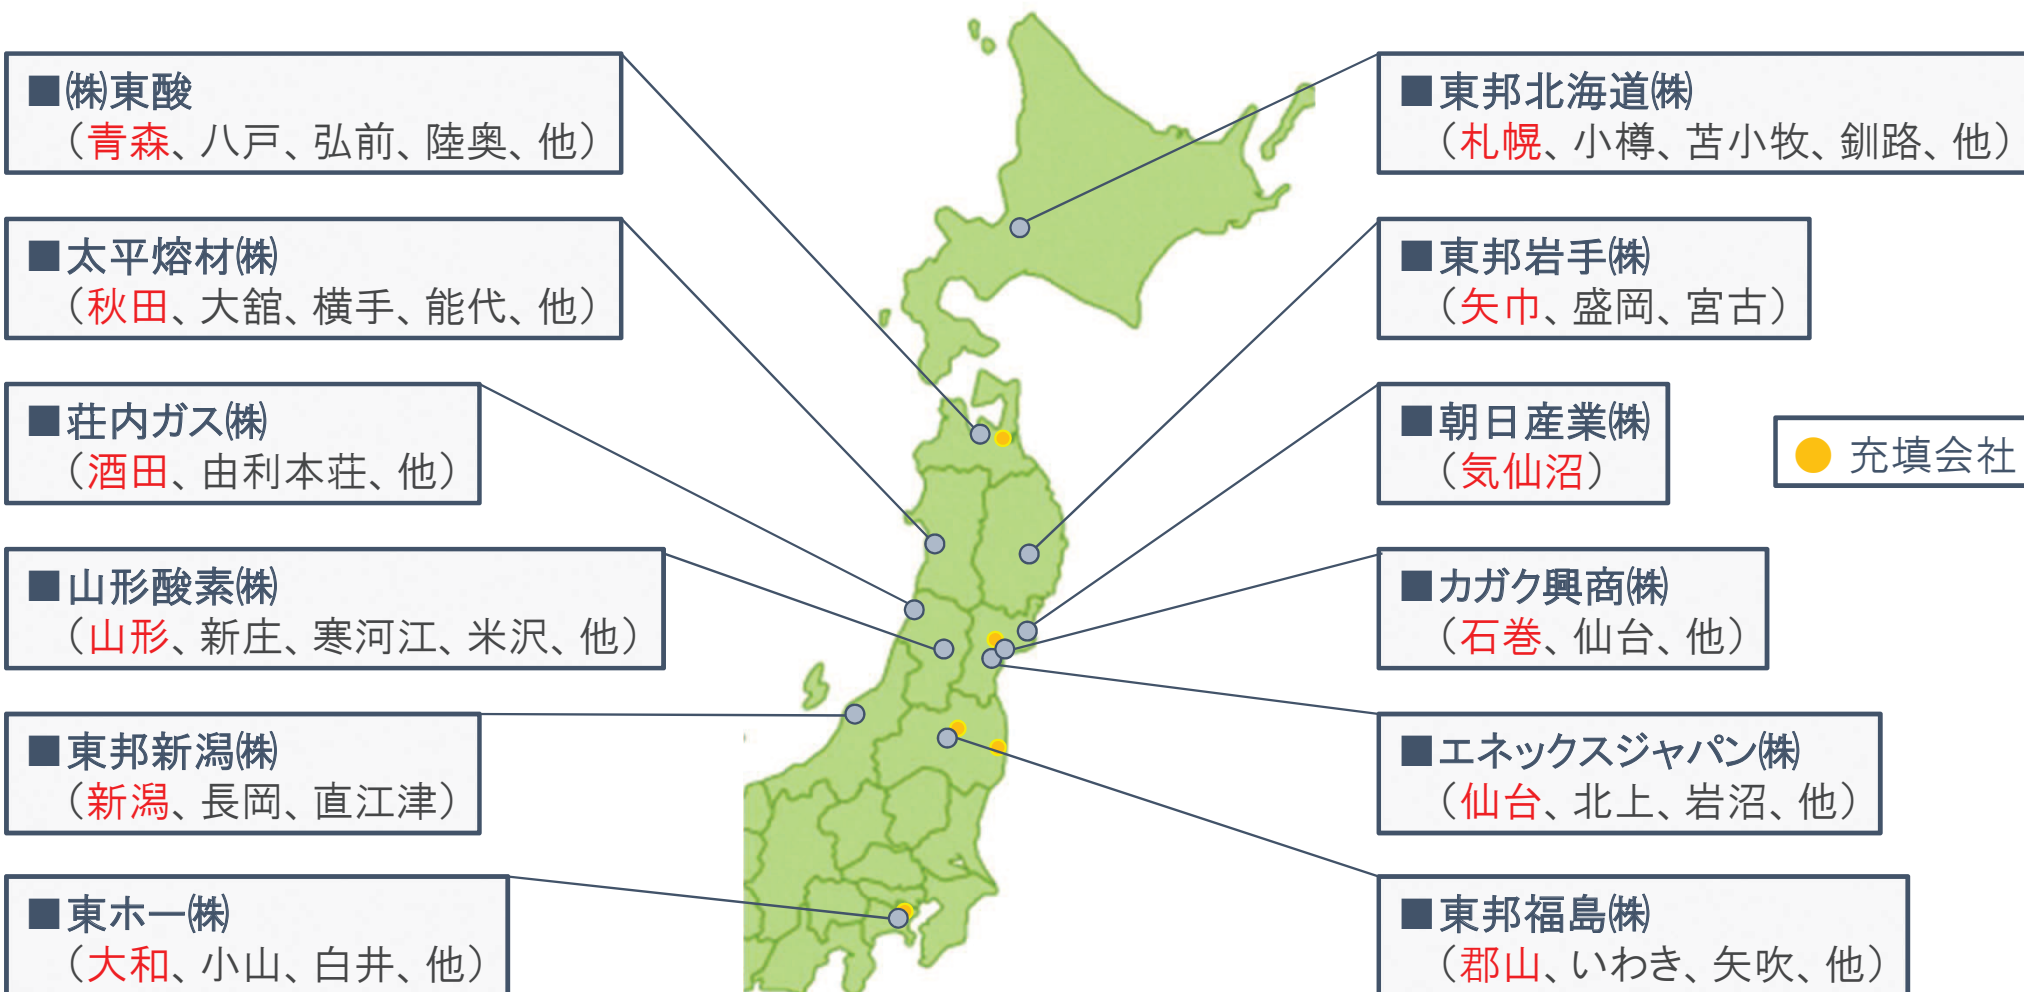 ■㈱東酸
（青森、八戸、弘前、陸奥、他）
■太平熔材㈱
（秋田、大舘、横手、能代、他）
■荘内ガス㈱
（酒田、由利本荘、他）
■山形酸素㈱
（山形、新庄、寒河江、米沢、他）
■東邦新潟㈱
（新潟、長岡、直江津）
■東ホー㈱
（大和、小山、白井、他）
■東邦北海道㈱
（札幌、小樽、苫小牧、釧路、他）
■東邦岩手㈱
（矢巾、盛岡、宮古）
■朝日産業㈱
（気仙沼）
充填会社
■カガク興商㈱
（石巻、仙台、他）
■エネックスジャパン㈱
（仙台、北上、岩沼、他）
■東邦福島㈱
（郡山、いわき、矢吹、他）